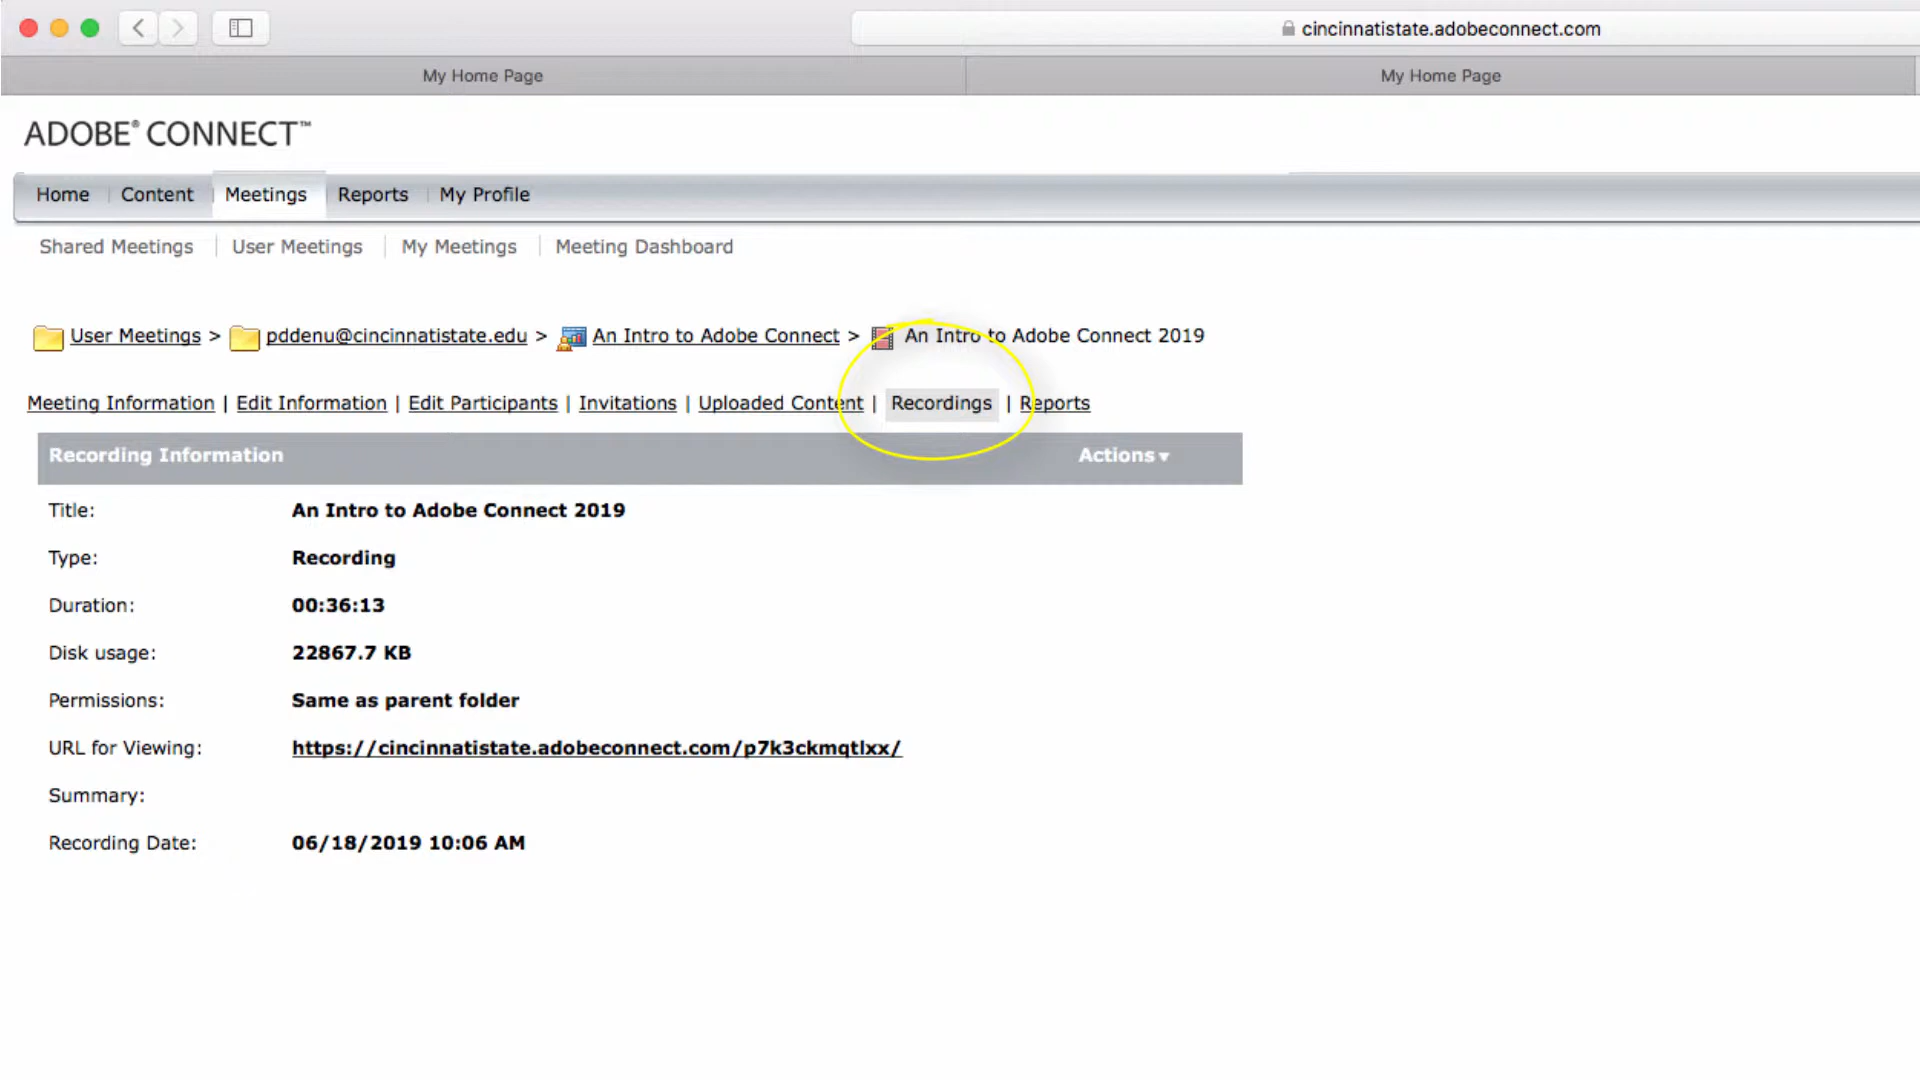 cincinnatistate.adobeconnect.com
My Home Page My Home Page
ADOBE® CONNECT™
Home Content Meetings Reports My Profile
Shared Meetings User Meetings My Meetings Meeting Dashboard
User Meetings > pddenu@cincinnatistate.edu > An Intro to Adobe Connect > An Intro to Adobe Connect 2019
Meeting Information | Edit Information | Edit Participants | Invitations | Uploaded Content | Recordings | Reports
Recording Information Actions▾
Title: An Intro to Adobe Connect 2019
Type: Recording
Duration: 00:36:13
Disk usage: 22867.7 KB
Permissions: Same as parent folder
URL for Viewing: https://cincinnatistate.adobeconnect.com/p7k3ckmqtlxx/
Summary:
Recording Date: 06/18/2019 10:06 AM